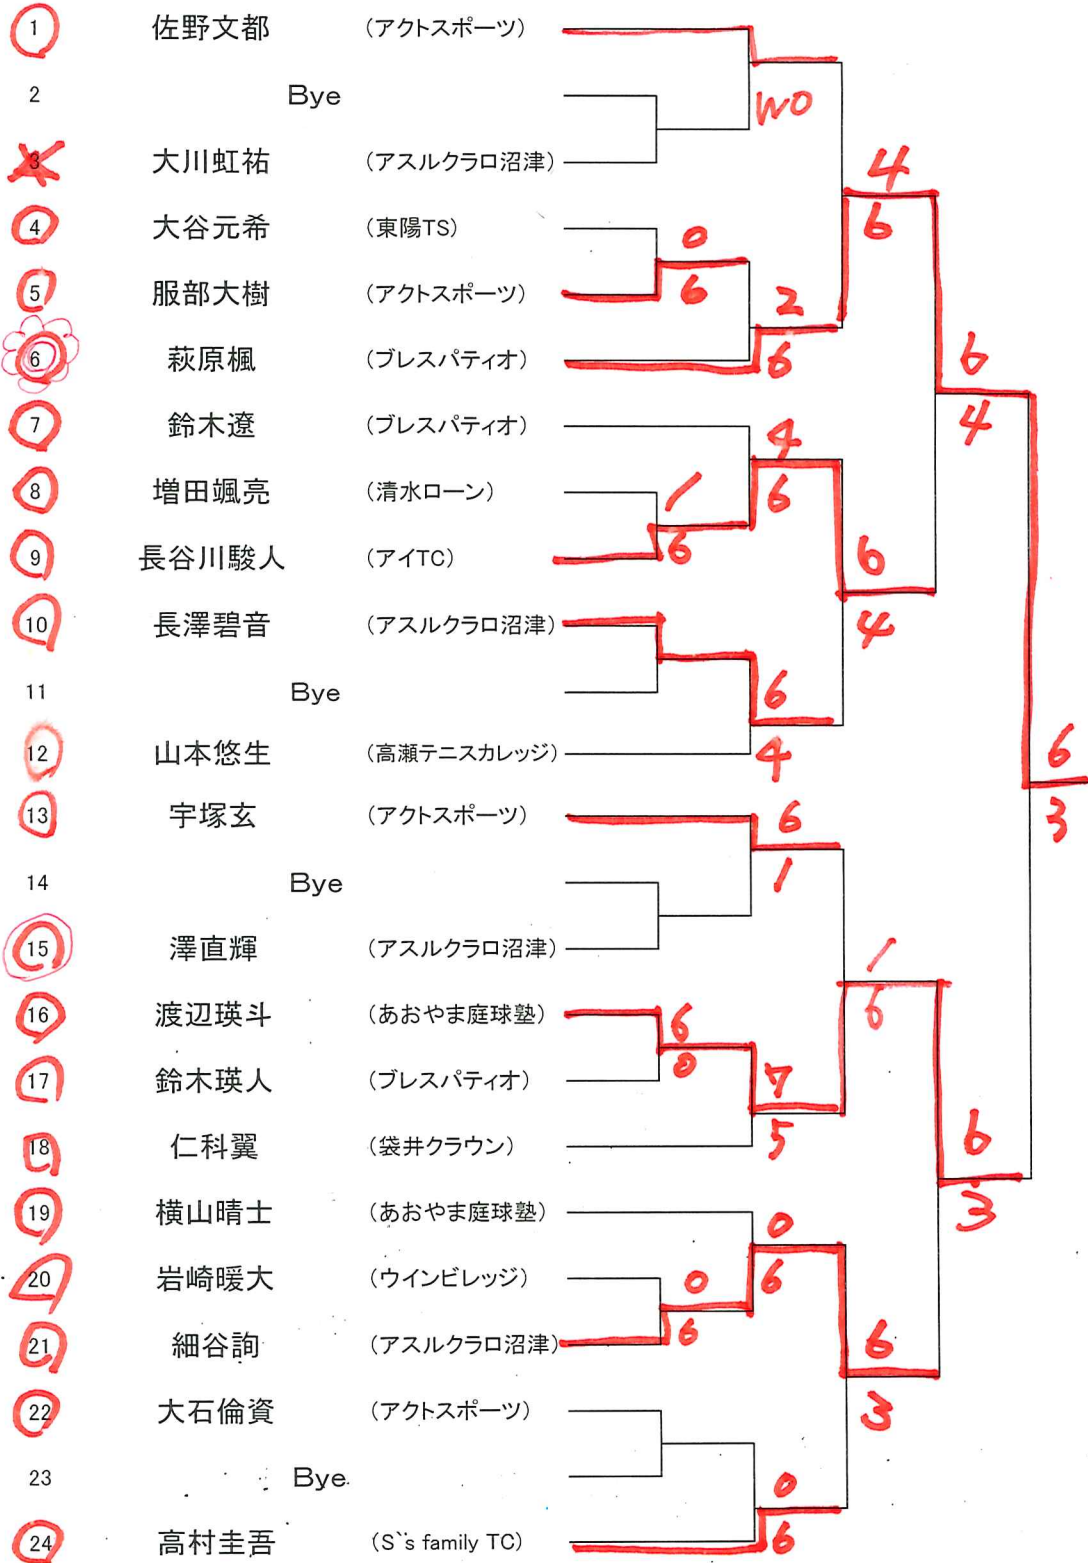 1 佐野文都 (アクトスポーツ)
2 Bye
WO
3 大川虹祐 (アスルクラロ沼津)
4
6
4 大谷元希 (東陽TS)
0
6
5 服部大樹 (アクトスポーツ)
2
6
6 萩原楓 (ブレスパティオ)
6
4
7 鈴木遼 (ブレスパティオ)
4
6
8 増田颯亮 (清水ローン)
1
6
9 長谷川駿人 (アイTC)
6
4
10 長澤碧音 (アスルクラロ沼津)
11 Bye
6
4
12 山本悠生 (高瀬テニスカレッジ)
6
3
13 宇塚玄 (アクトスポーツ)
6
1
14 Bye
15 澤直輝 (アスルクラロ沼津)
1
6
16 渡辺瑛斗 (あおやま庭球塾)
6
0
17 鈴木瑛人 (ブレスパティオ)
7
5
18 仁科翼 (袋井クラウン)
6
3
19 横山晴士 (あおやま庭球塾)
0
6
20 岩崎暖大 (ウインビレッジ)
0
6
21 細谷詢 (アスルクラロ沼津)
6
3
22 大石倫資 (アクトスポーツ)
23 Bye
0
6
24 高村圭吾 (S``s family TC)